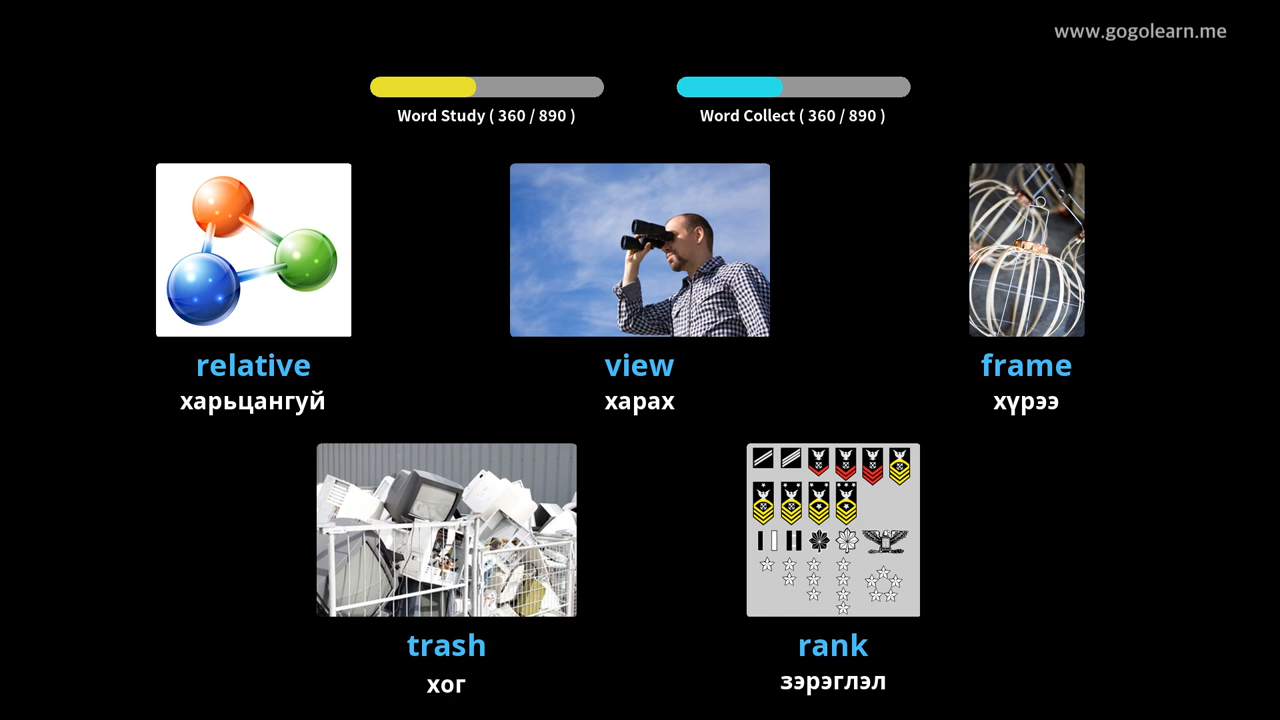 www.gogolearn.me
Word Study ( 360 / 890 )
Word Collect ( 360 / 890 )
relative
харьцангуй
view
харах
frame
хүрээ
trash
хог
rank
зэрэглэл